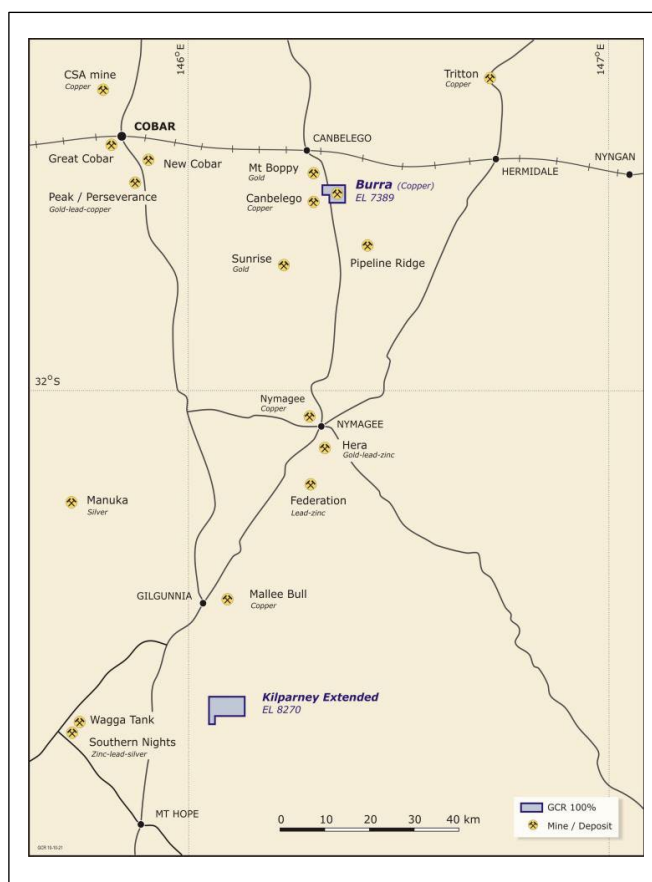 146°E
147°E
CSA mine
Copper
Tritton
Copper
COBAR
CANBELEGO
Great Cobar
New Cobar
Mt Boppy
Gold
HERMIDALE
NYNGAN
Peak / Perseverance
Gold-lead-copper
Canbelego
Copper
Burra (Copper)
EL 7389
Sunrise
Gold
Pipeline Ridge
32°S
Nymagee
Copper
NYMAGEE
Hera
Gold-lead-zinc
Manuka
Silver
Federation
Lead-zinc
GILGUNNIA
Mallee Bull
Copper
Kilparney Extended
EL 8270
Wagga Tank
Southern Nights
Zinc-lead-silver
MT HOPE
0 10 20 30 40 km
GCR 100%
Mine / Deposit